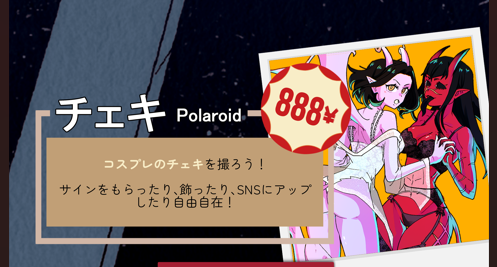 チェキ Polaroid
888¥
コスプレのチェキを撮ろう！
サインをもらったり､飾ったり､SNSにアップ
したり自由自在！